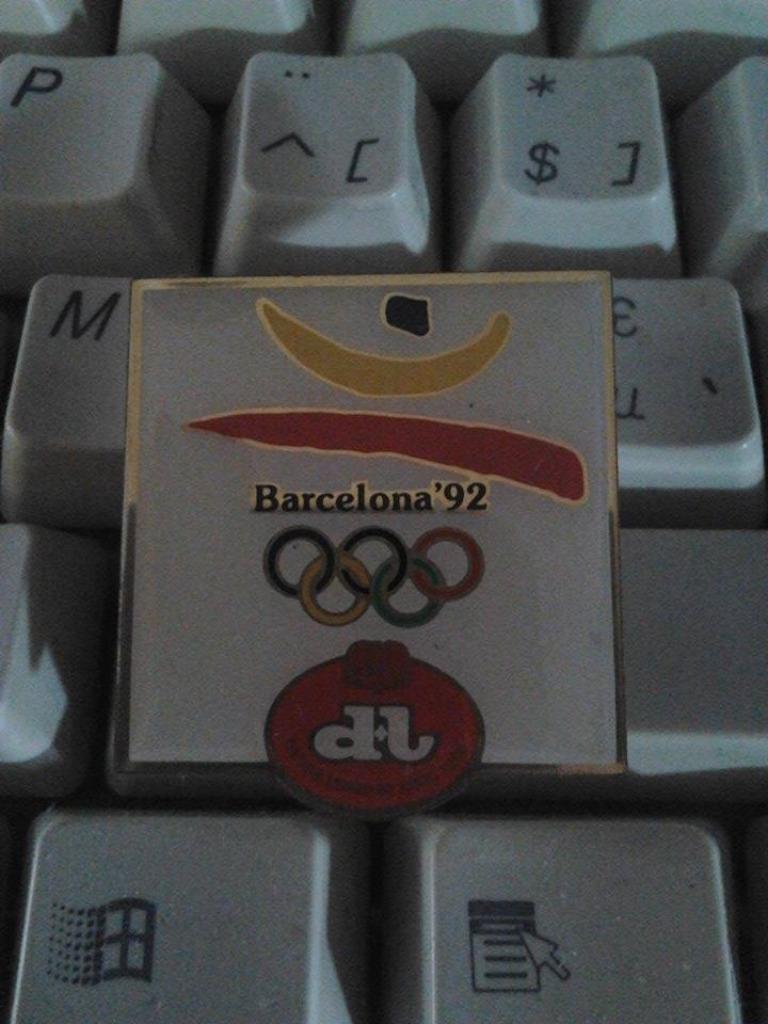 P ¨ ^ [ * $ ]
M
£
µ `
Barcelona'92
d+l